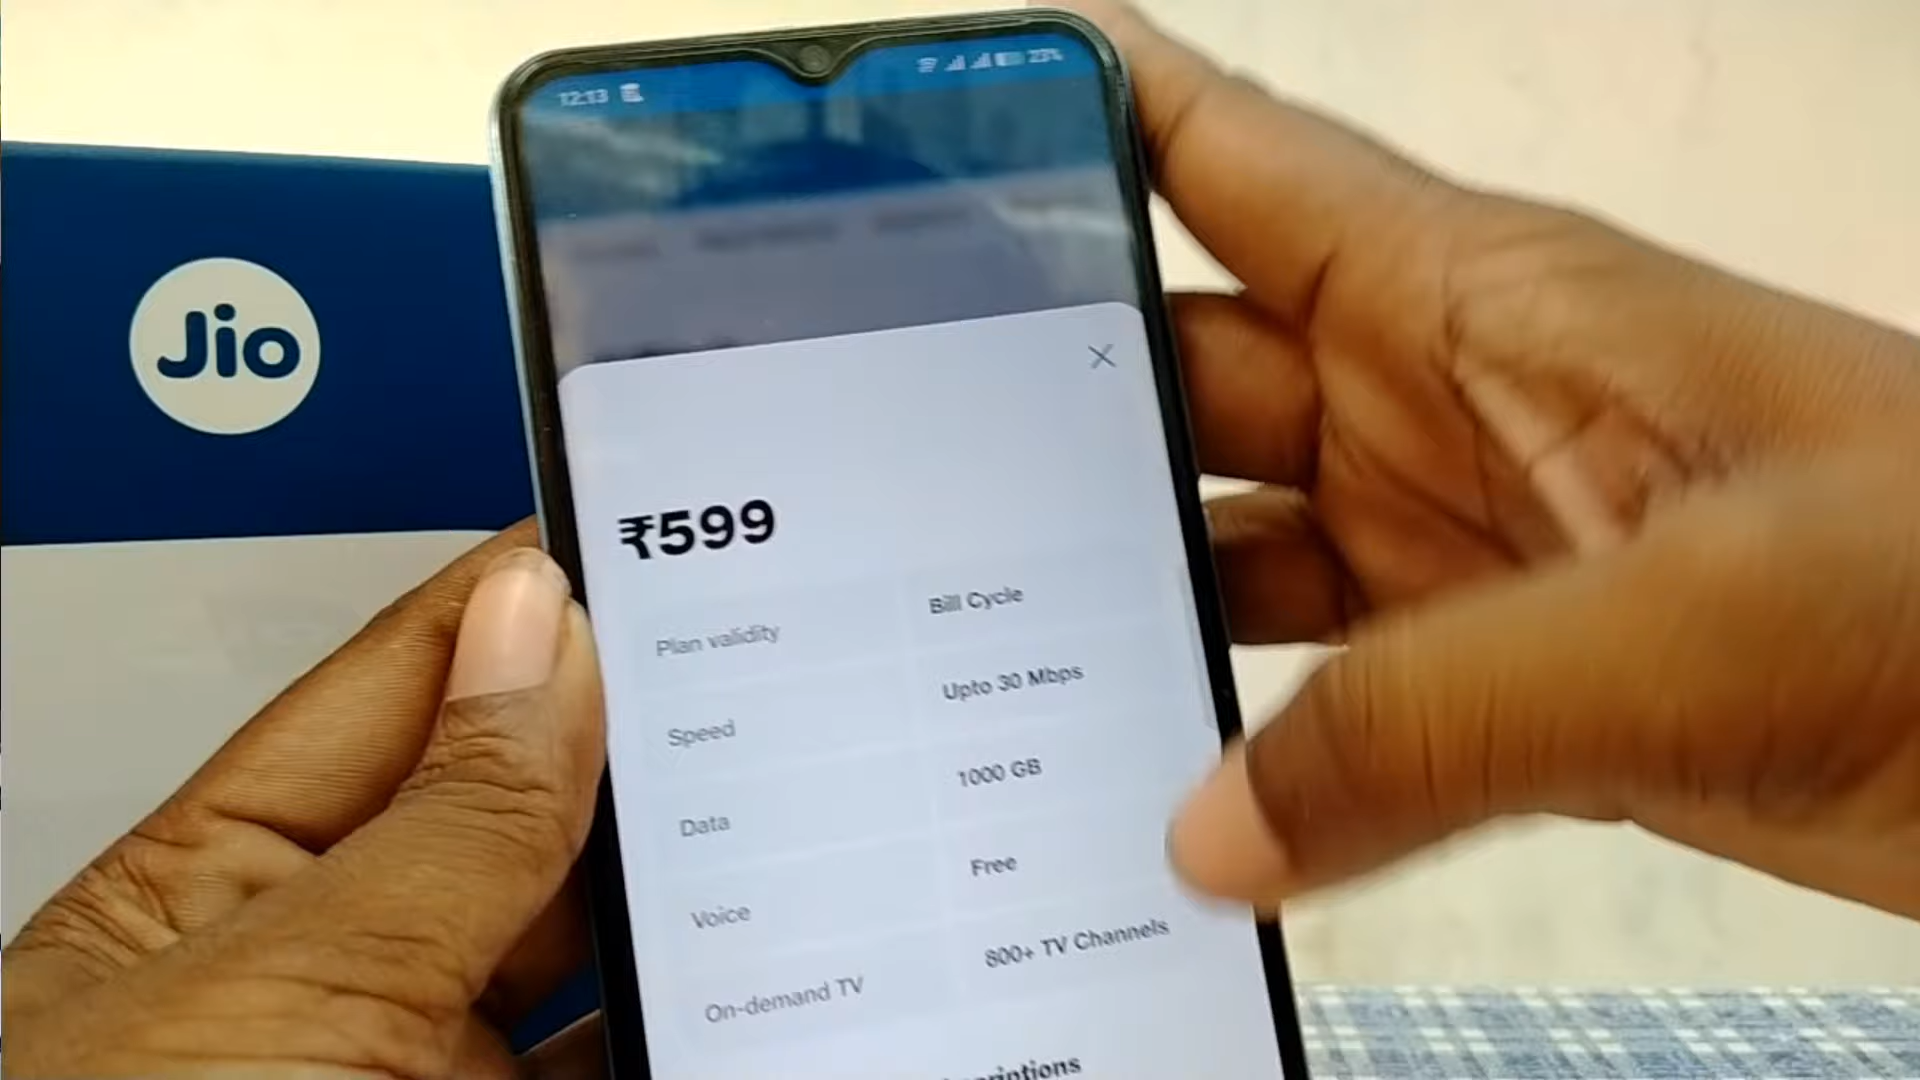 12:13
23%
Jio
₹599
Plan validity Bill Cycle
Speed Upto 30 Mbps
Data 1000 GB
Voice Free
On-demand TV 800+ TV Channels